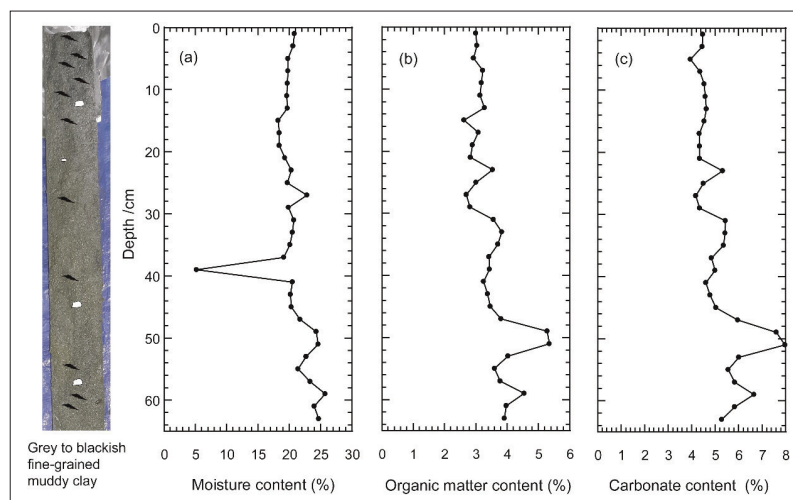 0
10
20
30
40
50
60
Depth /cm
(a)
(b)
(c)
0 5 10 15 20 25 30
Moisture content (%)
0 1 2 3 4 5 6
Organic matter content (%)
0 1 2 3 4 5 6 7 8
Carbonate content (%)
Grey to blackish
fine-grained
muddy clay